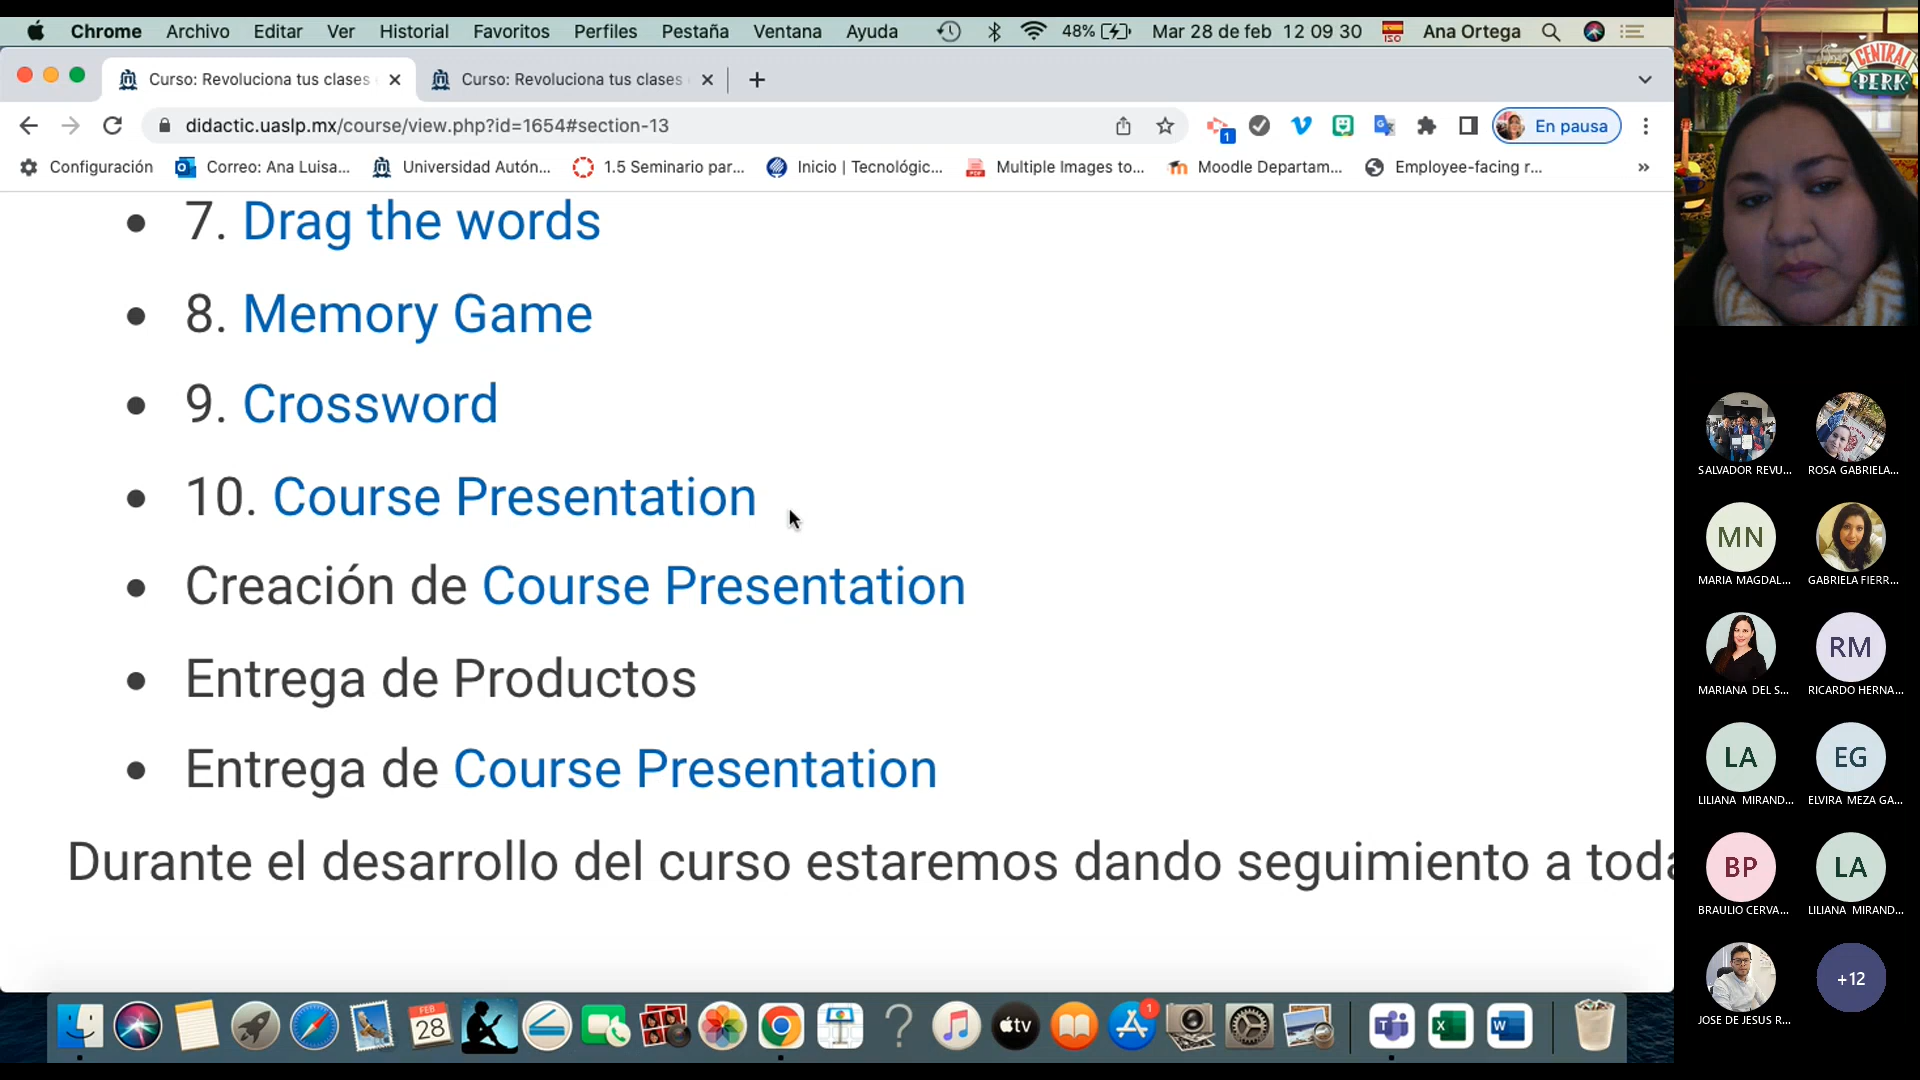 Chrome Archivo Editar Ver Historial Favoritos Perfiles Pestaña Ventana Ayuda 48% Mar 28 de feb 12 09 30 ISO Ana Ortega
Curso: Revoluciona tus clases
Curso: Revoluciona tus clases
didactic.uaslp.mx/course/view.php?id=1654#section-13
1
En pausa
Configuración Correo: Ana Luisa... Universidad Autón... 1.5 Seminario par... Inicio | Tecnológic... Multiple Images to... Moodle Departam... Employee-facing r...
• 7. Drag the words
• 8. Memory Game
• 9. Crossword
• 10. Course Presentation
• Creación de Course Presentation
• Entrega de Productos
• Entrega de Course Presentation
Durante el desarrollo del curso estaremos dando seguimiento a toda
FEB
28
tv
1
CENTRAL
PERK
SALVADOR REVU... ROSA GABRIELA...
MN
MARIA MAGDAL... GABRIELA FIERR...
RM
MARIANA DEL S... RICARDO HERNA...
LA EG
LILIANA MIRAND... ELVIRA MEZA GA...
BP LA
BRAULIO CERVA... LILIANA MIRAND...
+12
JOSE DE JESUS R...